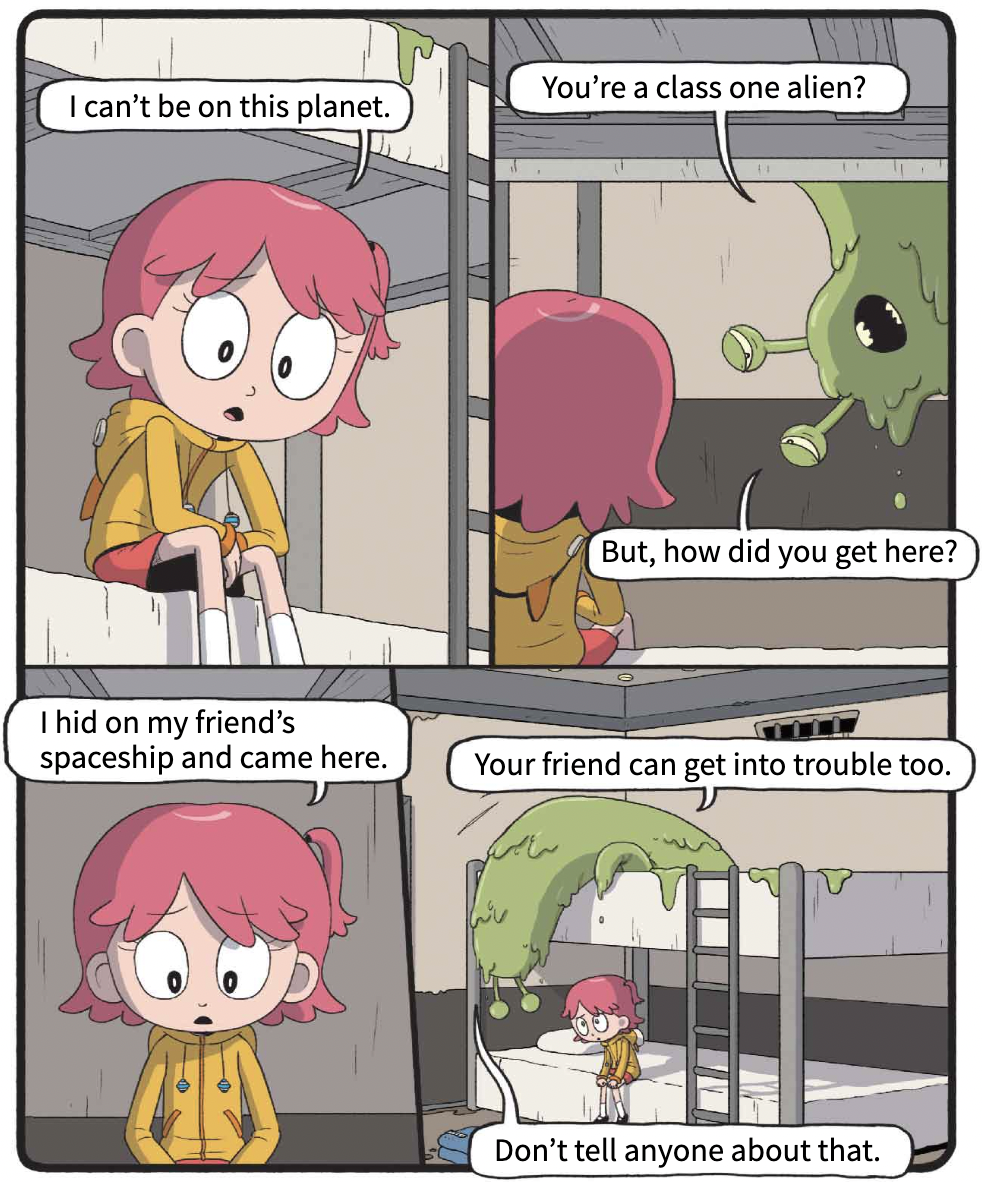 I can’t be on this planet.
You’re a class one alien?
But, how did you get here?
I hid on my friend’s
spaceship and came here.
Your friend can get into trouble too.
Don’t tell anyone about that.